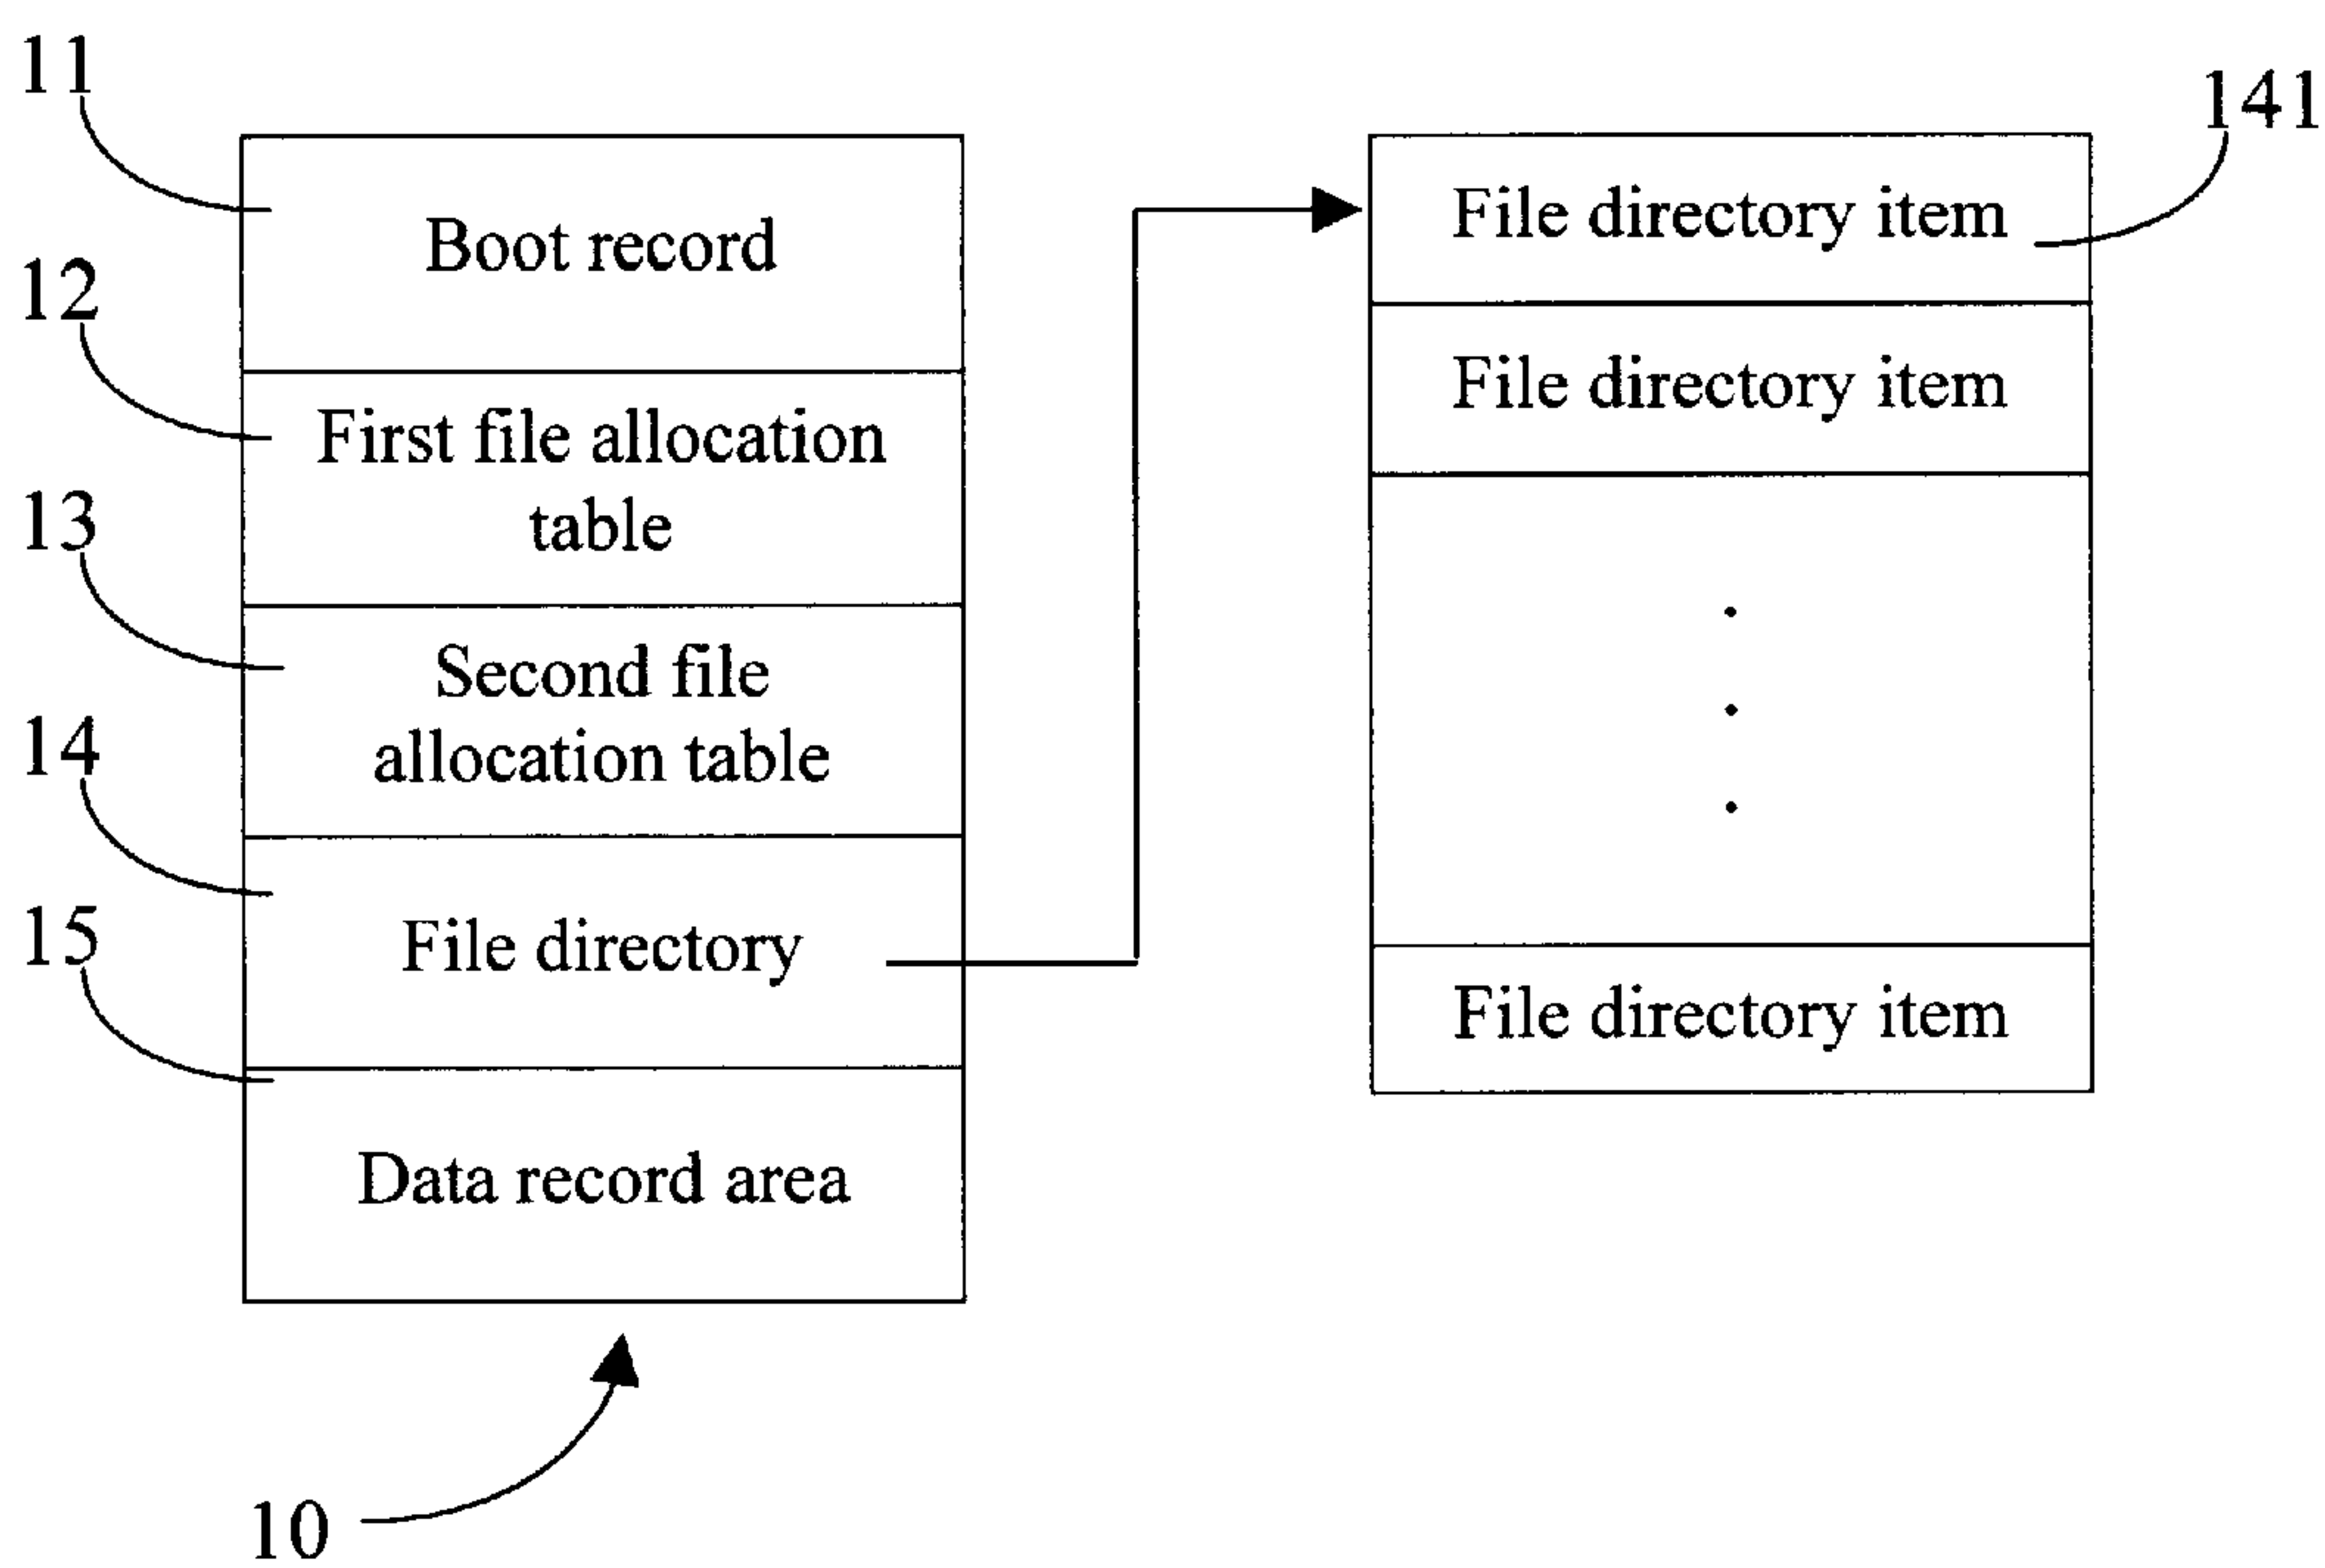 11
Boot record
12
First file allocation
table
13
Second file
allocation table
14
File directory
15
Data record area
10
141
File directory item
File directory item
File directory item